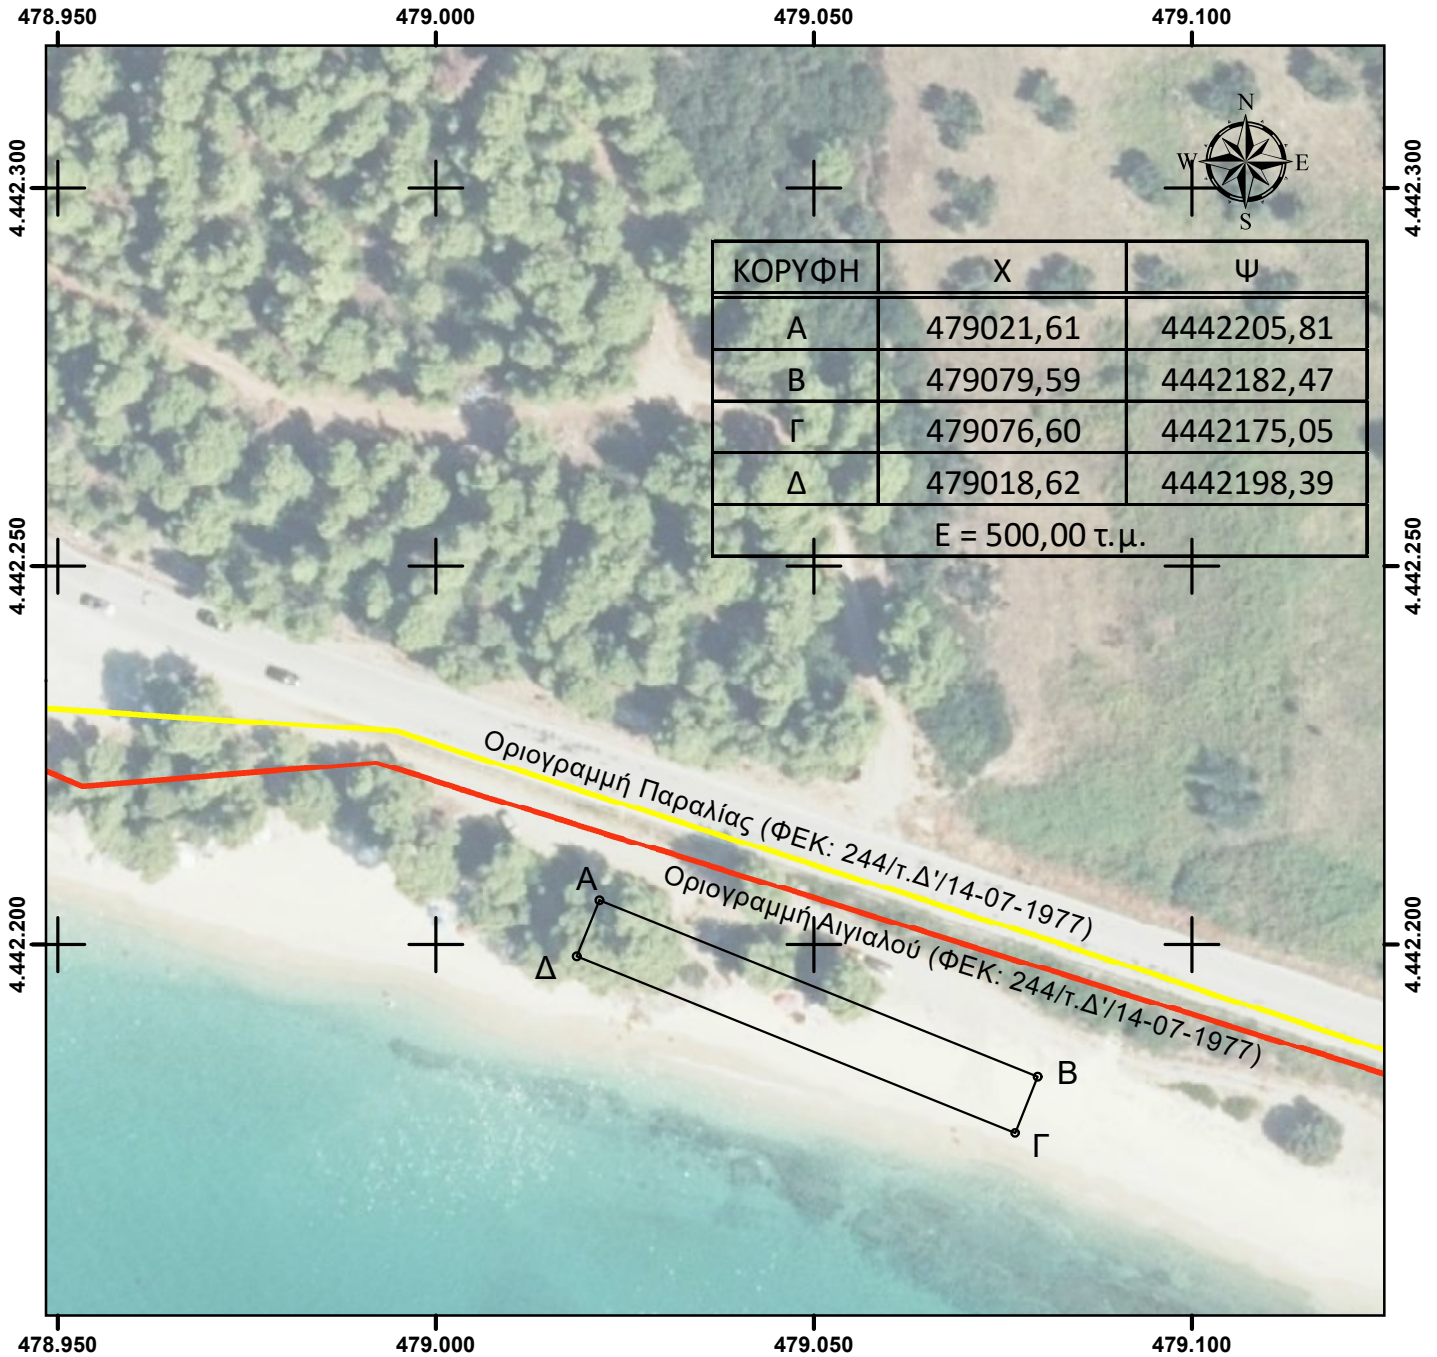 478.950 479.000 479.050 479.100
N
W E
S
4.442.300 4.442.300
ΚΟΡΥΦΗ Χ Ψ
Α 479021,61 4442205,81
Β 479079,59 4442182,47
Γ 479076,60 4442175,05
Δ 479018,62 4442198,39
Ε = 500,00 τ.μ.
4.442.250 4.442.250
Οριογραμμή Παραλίας (ΦΕΚ: 244/τ.Δ'/14-07-1977)
Οριογραμμή Αιγιαλού (ΦΕΚ: 244/τ.Δ'/14-07-1977)
Α
4.442.200 4.442.200
Δ
Β
Γ
478.950 479.000 479.050 479.100